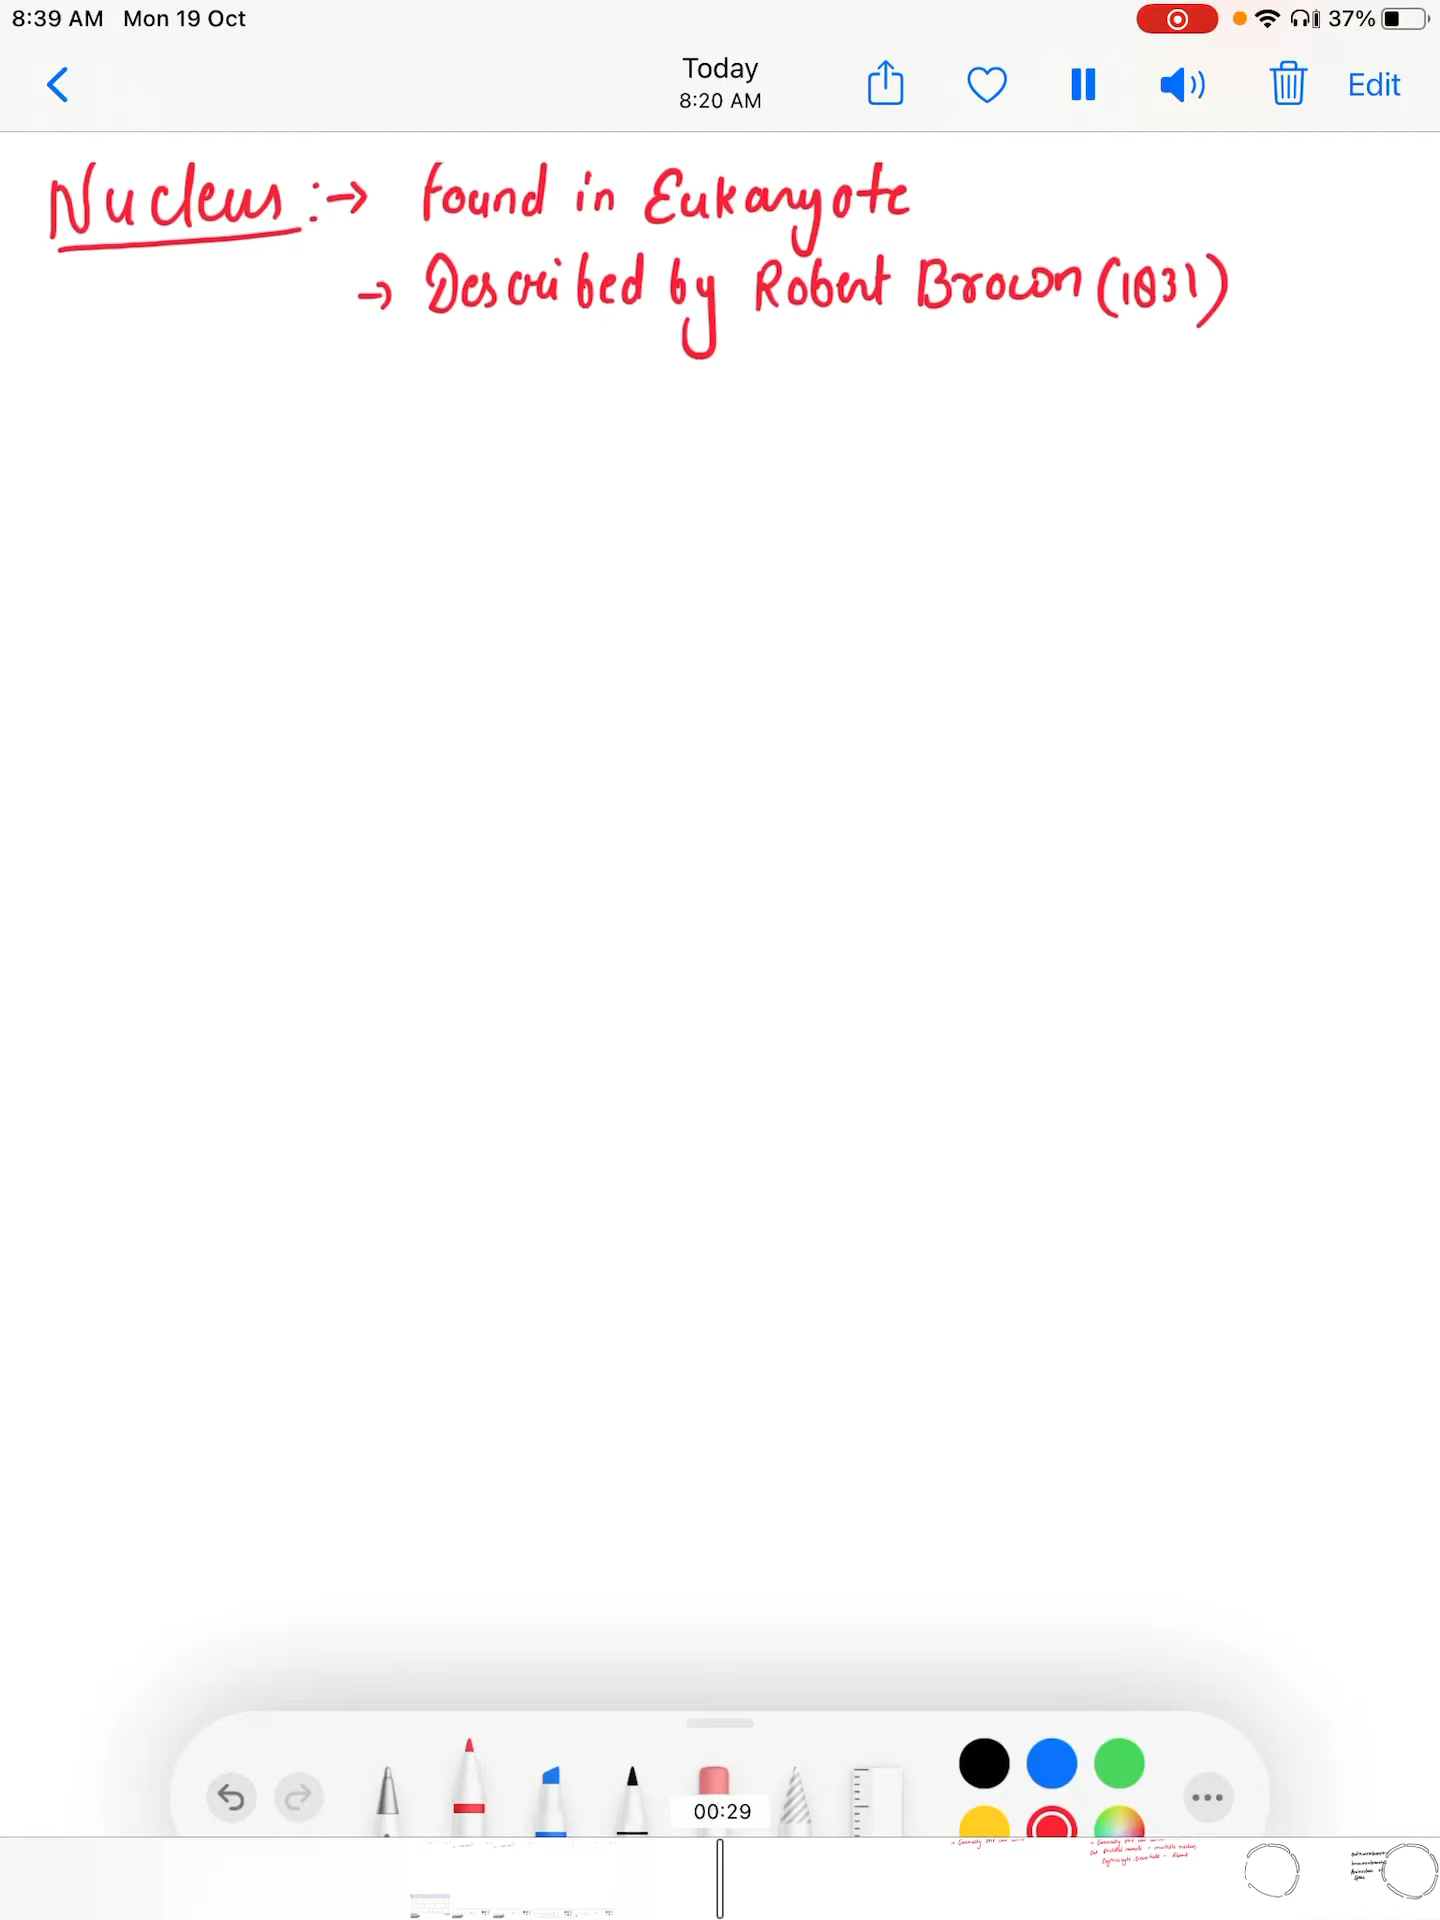 8:39 AM Mon 19 Oct
37%
Today
8:20 AM
Edit
Nucleus :→ found in Eukaryote
→ Described by Robert Brown (1831)
00:29